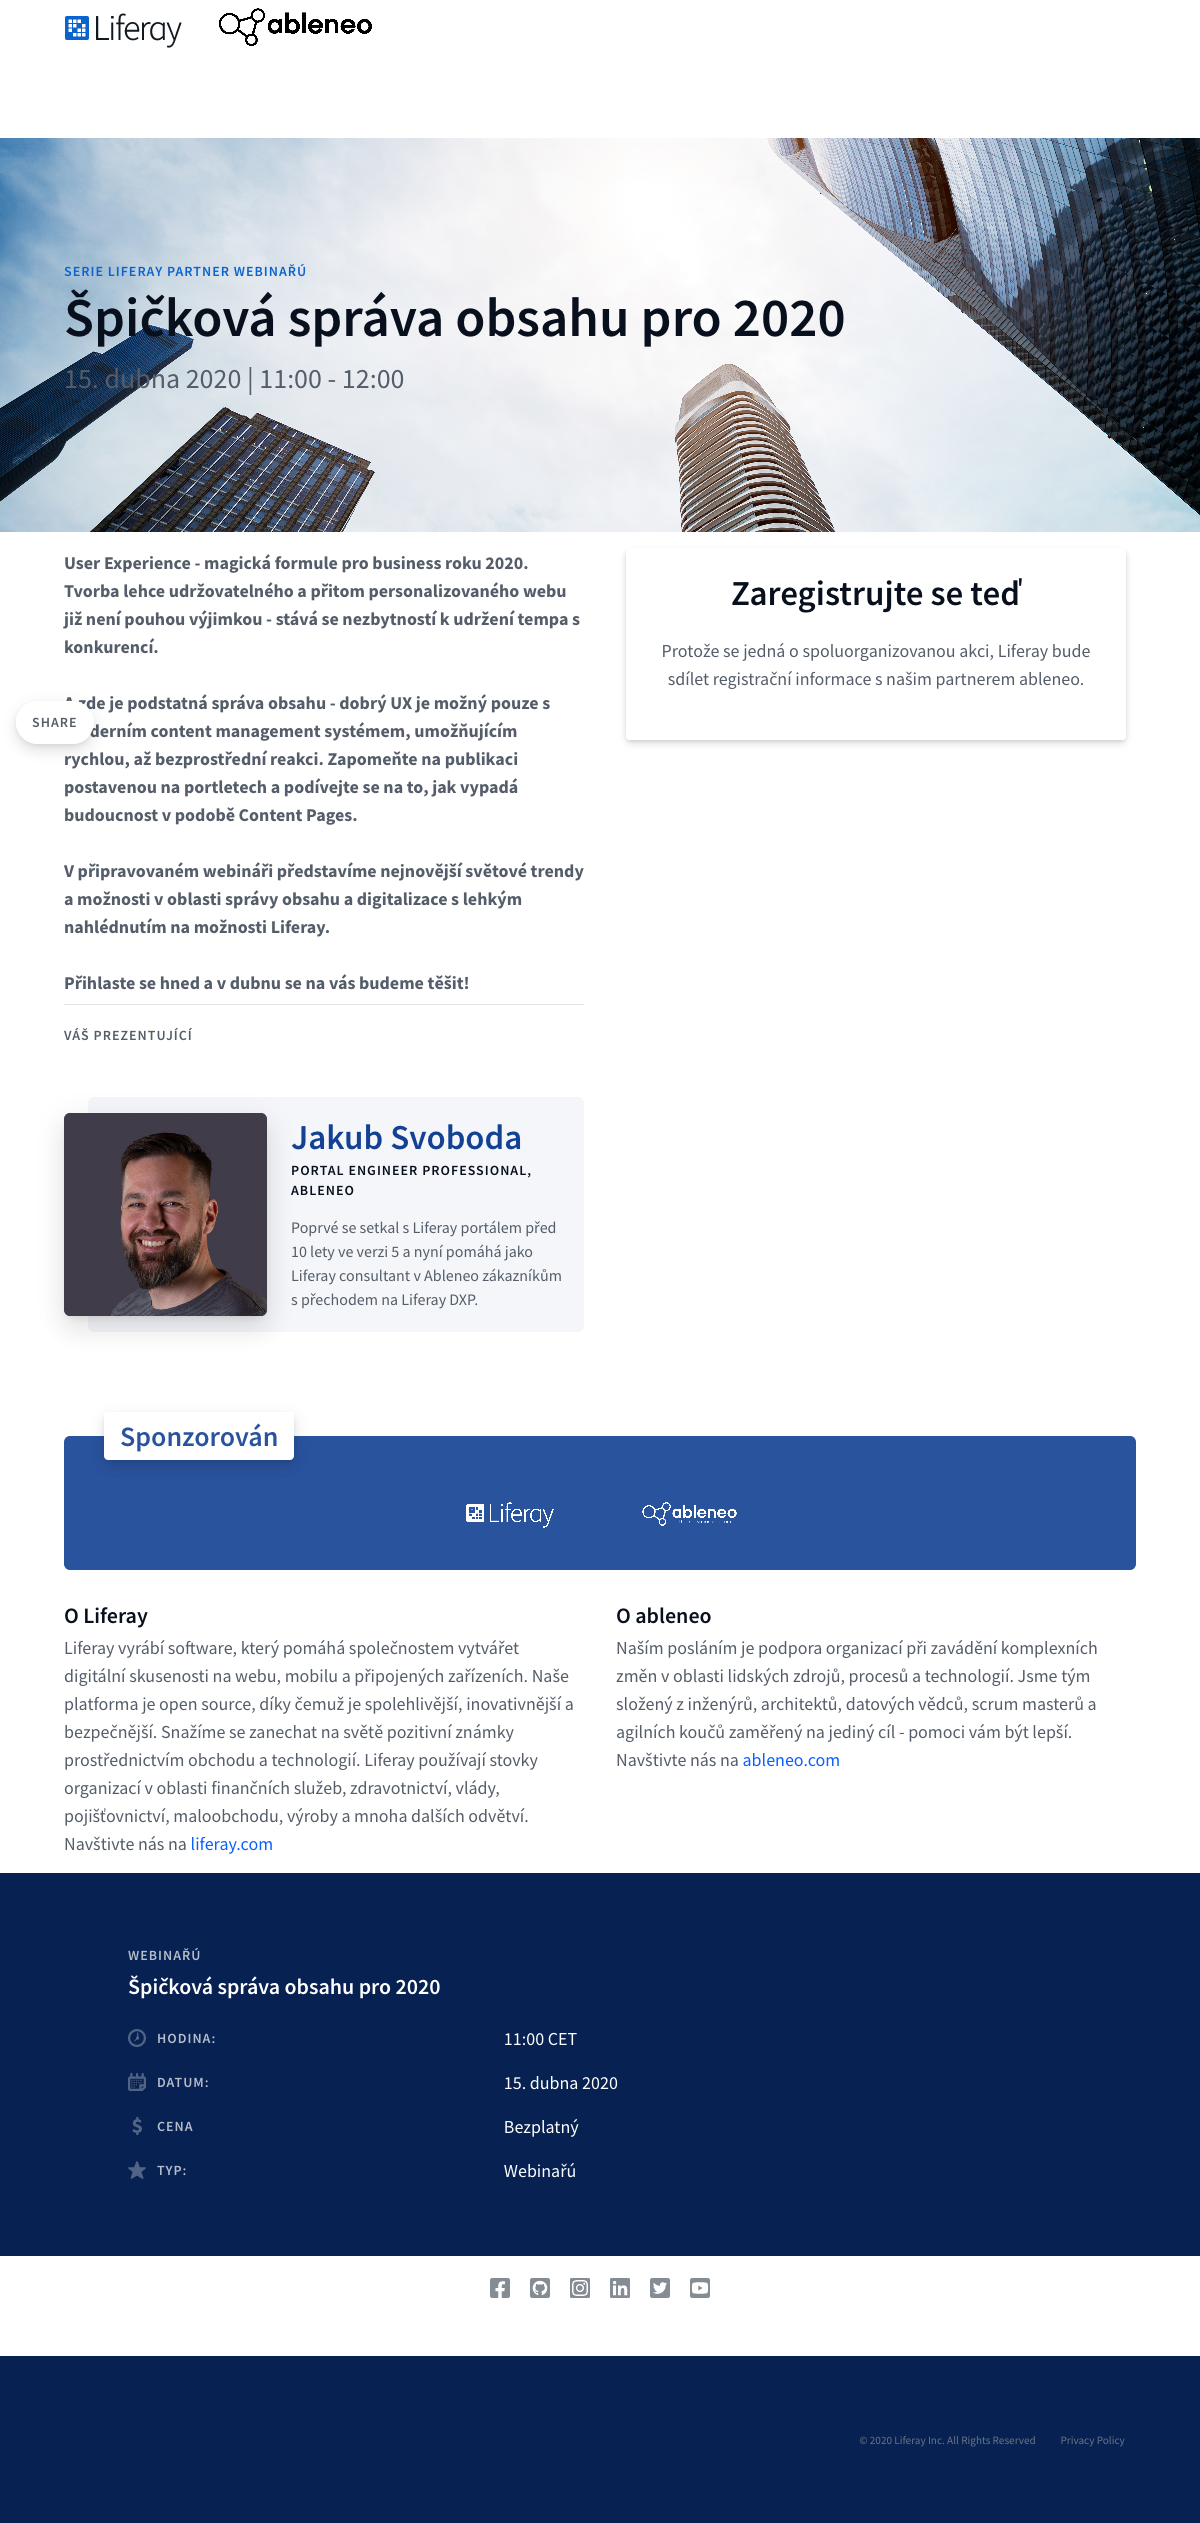 Liferay
ableneo
SERIE LIFERAY PARTNER WEBINAŘŮ
Špičková správa obsahu pro 2020
15. dubna 2020 | 11:00 - 12:00
User Experience - magická formule pro business roku 2020.
Tvorba lehce udržovatelného a přitom personalizovaného webu
již není pouhou výjimkou - stává se nezbytností k udržení tempa s
konkurencí.
zde je podstatná správa obsahu - dobrý UX je možný pouze s
SHARE
derním content management systémem, umožňujícím
rychlou, až bezprostřední reakci. Zapomeňte na publikaci
postavenou na portletech a podívejte se na to, jak vypadá
budoucnost v podobě Content Pages.
V připravovaném webináři představíme nejnovější světové trendy
a možnosti v oblasti správy obsahu a digitalizace s lehkým
nahlédnutím na možnosti Liferay.
Přihlaste se hned a v dubnu se na vás budeme těšit!
Zaregistrujte se teď
Protože se jedná o spoluorganizovanou akci, Liferay bude
sdílet registrační informace s našim partnerem ableneo.
VÁŠ PREZENTUJÍCÍ
Jakub Svoboda
PORTAL ENGINEER PROFESSIONAL,
ABLENEO
Poprvé se setkal s Liferay portálem před
10 lety ve verzi 5 a nyní pomáhá jako
Liferay consultant v Ableneo zákazníkům
s přechodem na Liferay DXP.
Sponzorován
Liferay
ableneo
O Liferay
Liferay vyrábí software, který pomáhá společnostem vytvářet
digitální skusenosti na webu, mobilu a připojených zařízeních. Naše
platforma je open source, díky čemuž je spolehlivější, inovativnější a
bezpečnější. Snažíme se zanechat na světě pozitivní známky
prostřednictvím obchodu a technologií. Liferay používají stovky
organizací v oblasti finančních služeb, zdravotnictví, vlády,
pojišťovnictví, maloobchodu, výroby a mnoha dalších odvětví.
Navštivte nás na liferay.com
O ableneo
Naším posláním je podpora organizací při zavádění komplexních
změn v oblasti lidských zdrojů, procesů a technologií. Jsme tým
složený z inženýrů, architektů, datových vědců, scrum masterů a
agilních koučů zaměřený na jediný cíl - pomoci vám být lepší.
Navštivte nás na ableneo.com
WEBINAŘŮ
Špičková správa obsahu pro 2020
HODINA: 11:00 CET
DATUM: 15. dubna 2020
CENA Bezplatný
TYP: Webinařů
© 2020 Liferay Inc. All Rights Reserved Privacy Policy